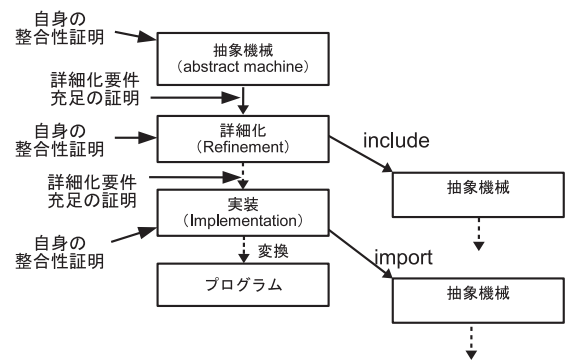 自身の
整合性証明
抽象機械
(abstract machine)
詳細化要件
充足の証明
自身の
整合性証明
詳細化
(Refinement)
include
抽象機械
詳細化要件
充足の証明
実装
(Implementation)
自身の
整合性証明
変換
import
プログラム
抽象機械